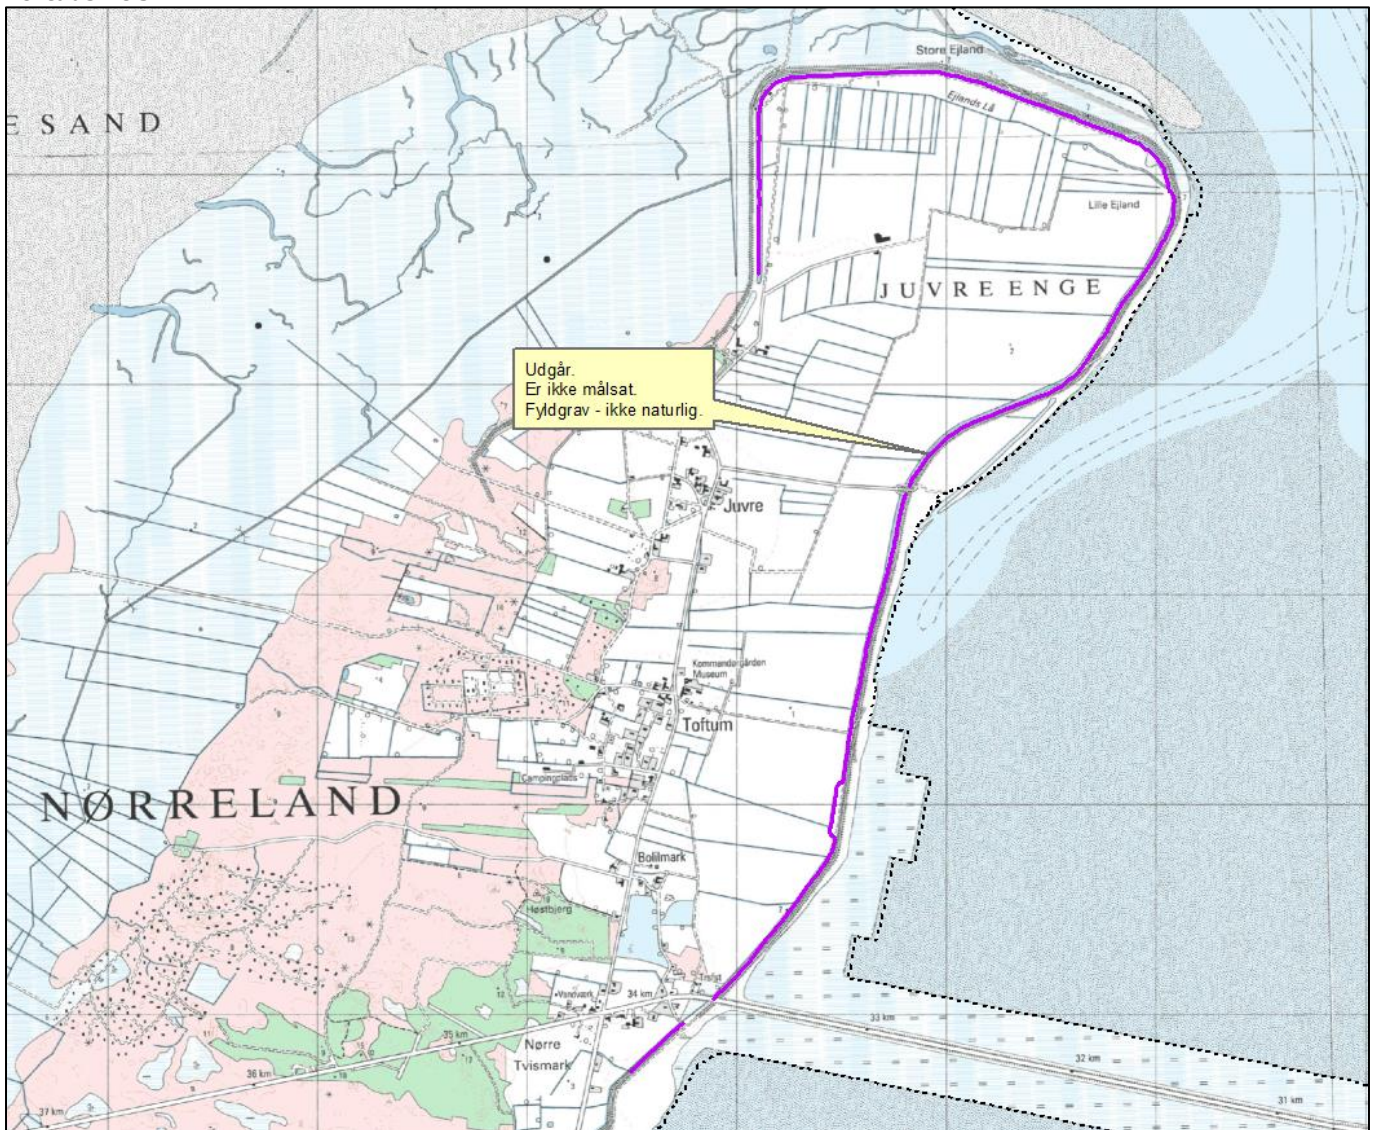 Store Ejland
E SAND
Ejlands Lå
Lille Ejland
JUVRE ENGE
Udgår.
Er ikke målsat.
Fyldgrav - ikke naturlig.
Juvre
Kommandørgården
Museum
Toftum
Campingplads
NØRRELAND
Bolilmark
Høstbjerg
Trafst
Vandværk
34 km
33 km
35 km
Nørre
Tvismark
32 km
36 km
31 km
37 km